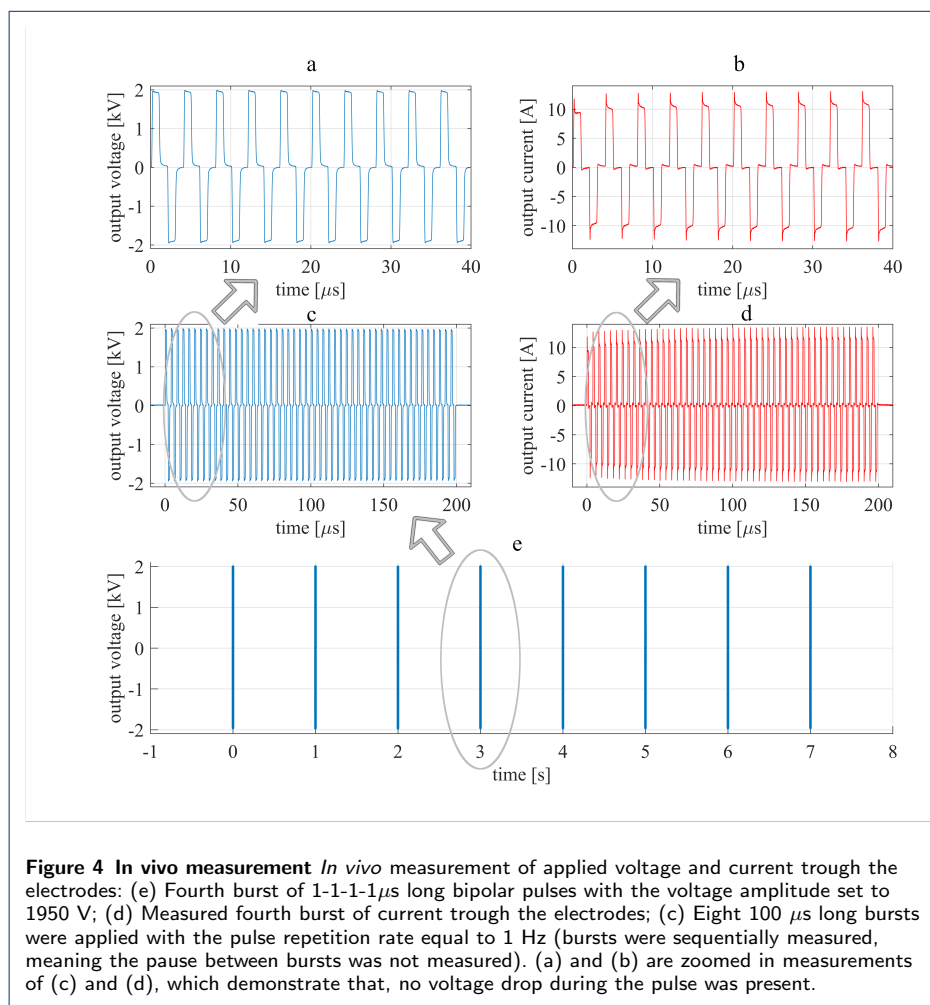 a
b
output voltage [kV]
2
1
0
-1
-2
0 10 20 30 40
time [μs]
output current [A]
10
5
0
-5
-10
0 10 20 30 40
time [μs]
c
d
output voltage [kV]
2
1
0
-1
-2
0 50 100 150 200
time [μs]
output current [A]
10
5
0
-5
-10
0 50 100 150 200
time [μs]
e
output voltage [kV]
2
1
0
-1
-2
-1 0 1 2 3 4 5 6 7 8
time [s]
Figure 4 In vivo measurement In vivo measurement of applied voltage and current trough the
electrodes: (e) Fourth burst of 1-1-1-1μs long bipolar pulses with the voltage amplitude set to
1950 V; (d) Measured fourth burst of current trough the electrodes; (c) Eight 100 μs long bursts
were applied with the pulse repetition rate equal to 1 Hz (bursts were sequentially measured,
meaning the pause between bursts was not measured). (a) and (b) are zoomed in measurements
of (c) and (d), which demonstrate that, no voltage drop during the pulse was present.